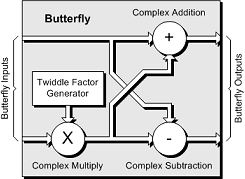 Butterfly
Complex Addition
+
Butterfly Inputs
Twiddle Factor
Generator
Butterfly Outputs
X
-
Complex Multiply
Complex Subtraction